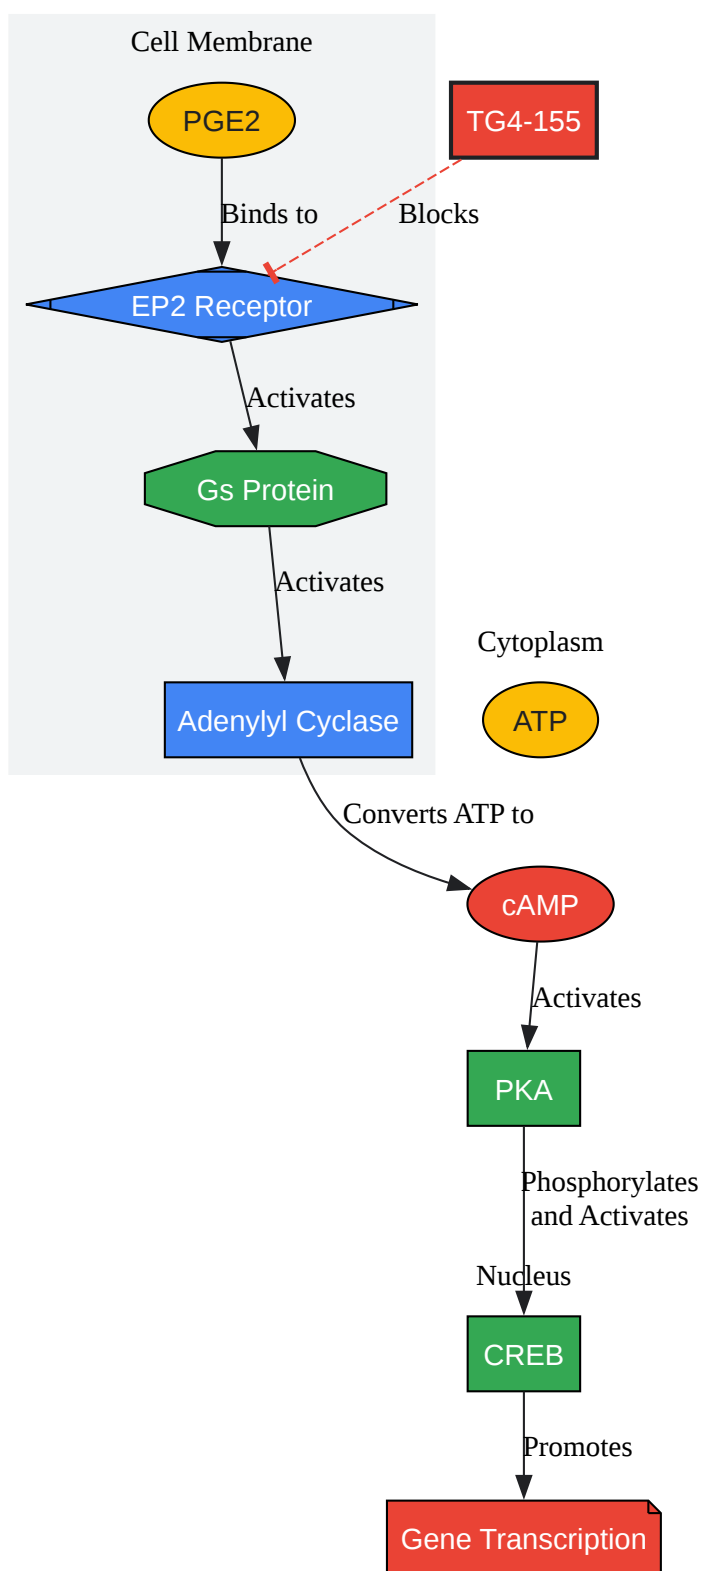 Cell Membrane
PGE2
TG4-155
Binds to
Blocks
EP2 Receptor
Activates
Gs Protein
Activates
Cytoplasm
Adenylyl Cyclase
ATP
Converts ATP to
cAMP
Activates
PKA
Phosphorylates
and Activates
Nucleus
CREB
Promotes
Gene Transcription